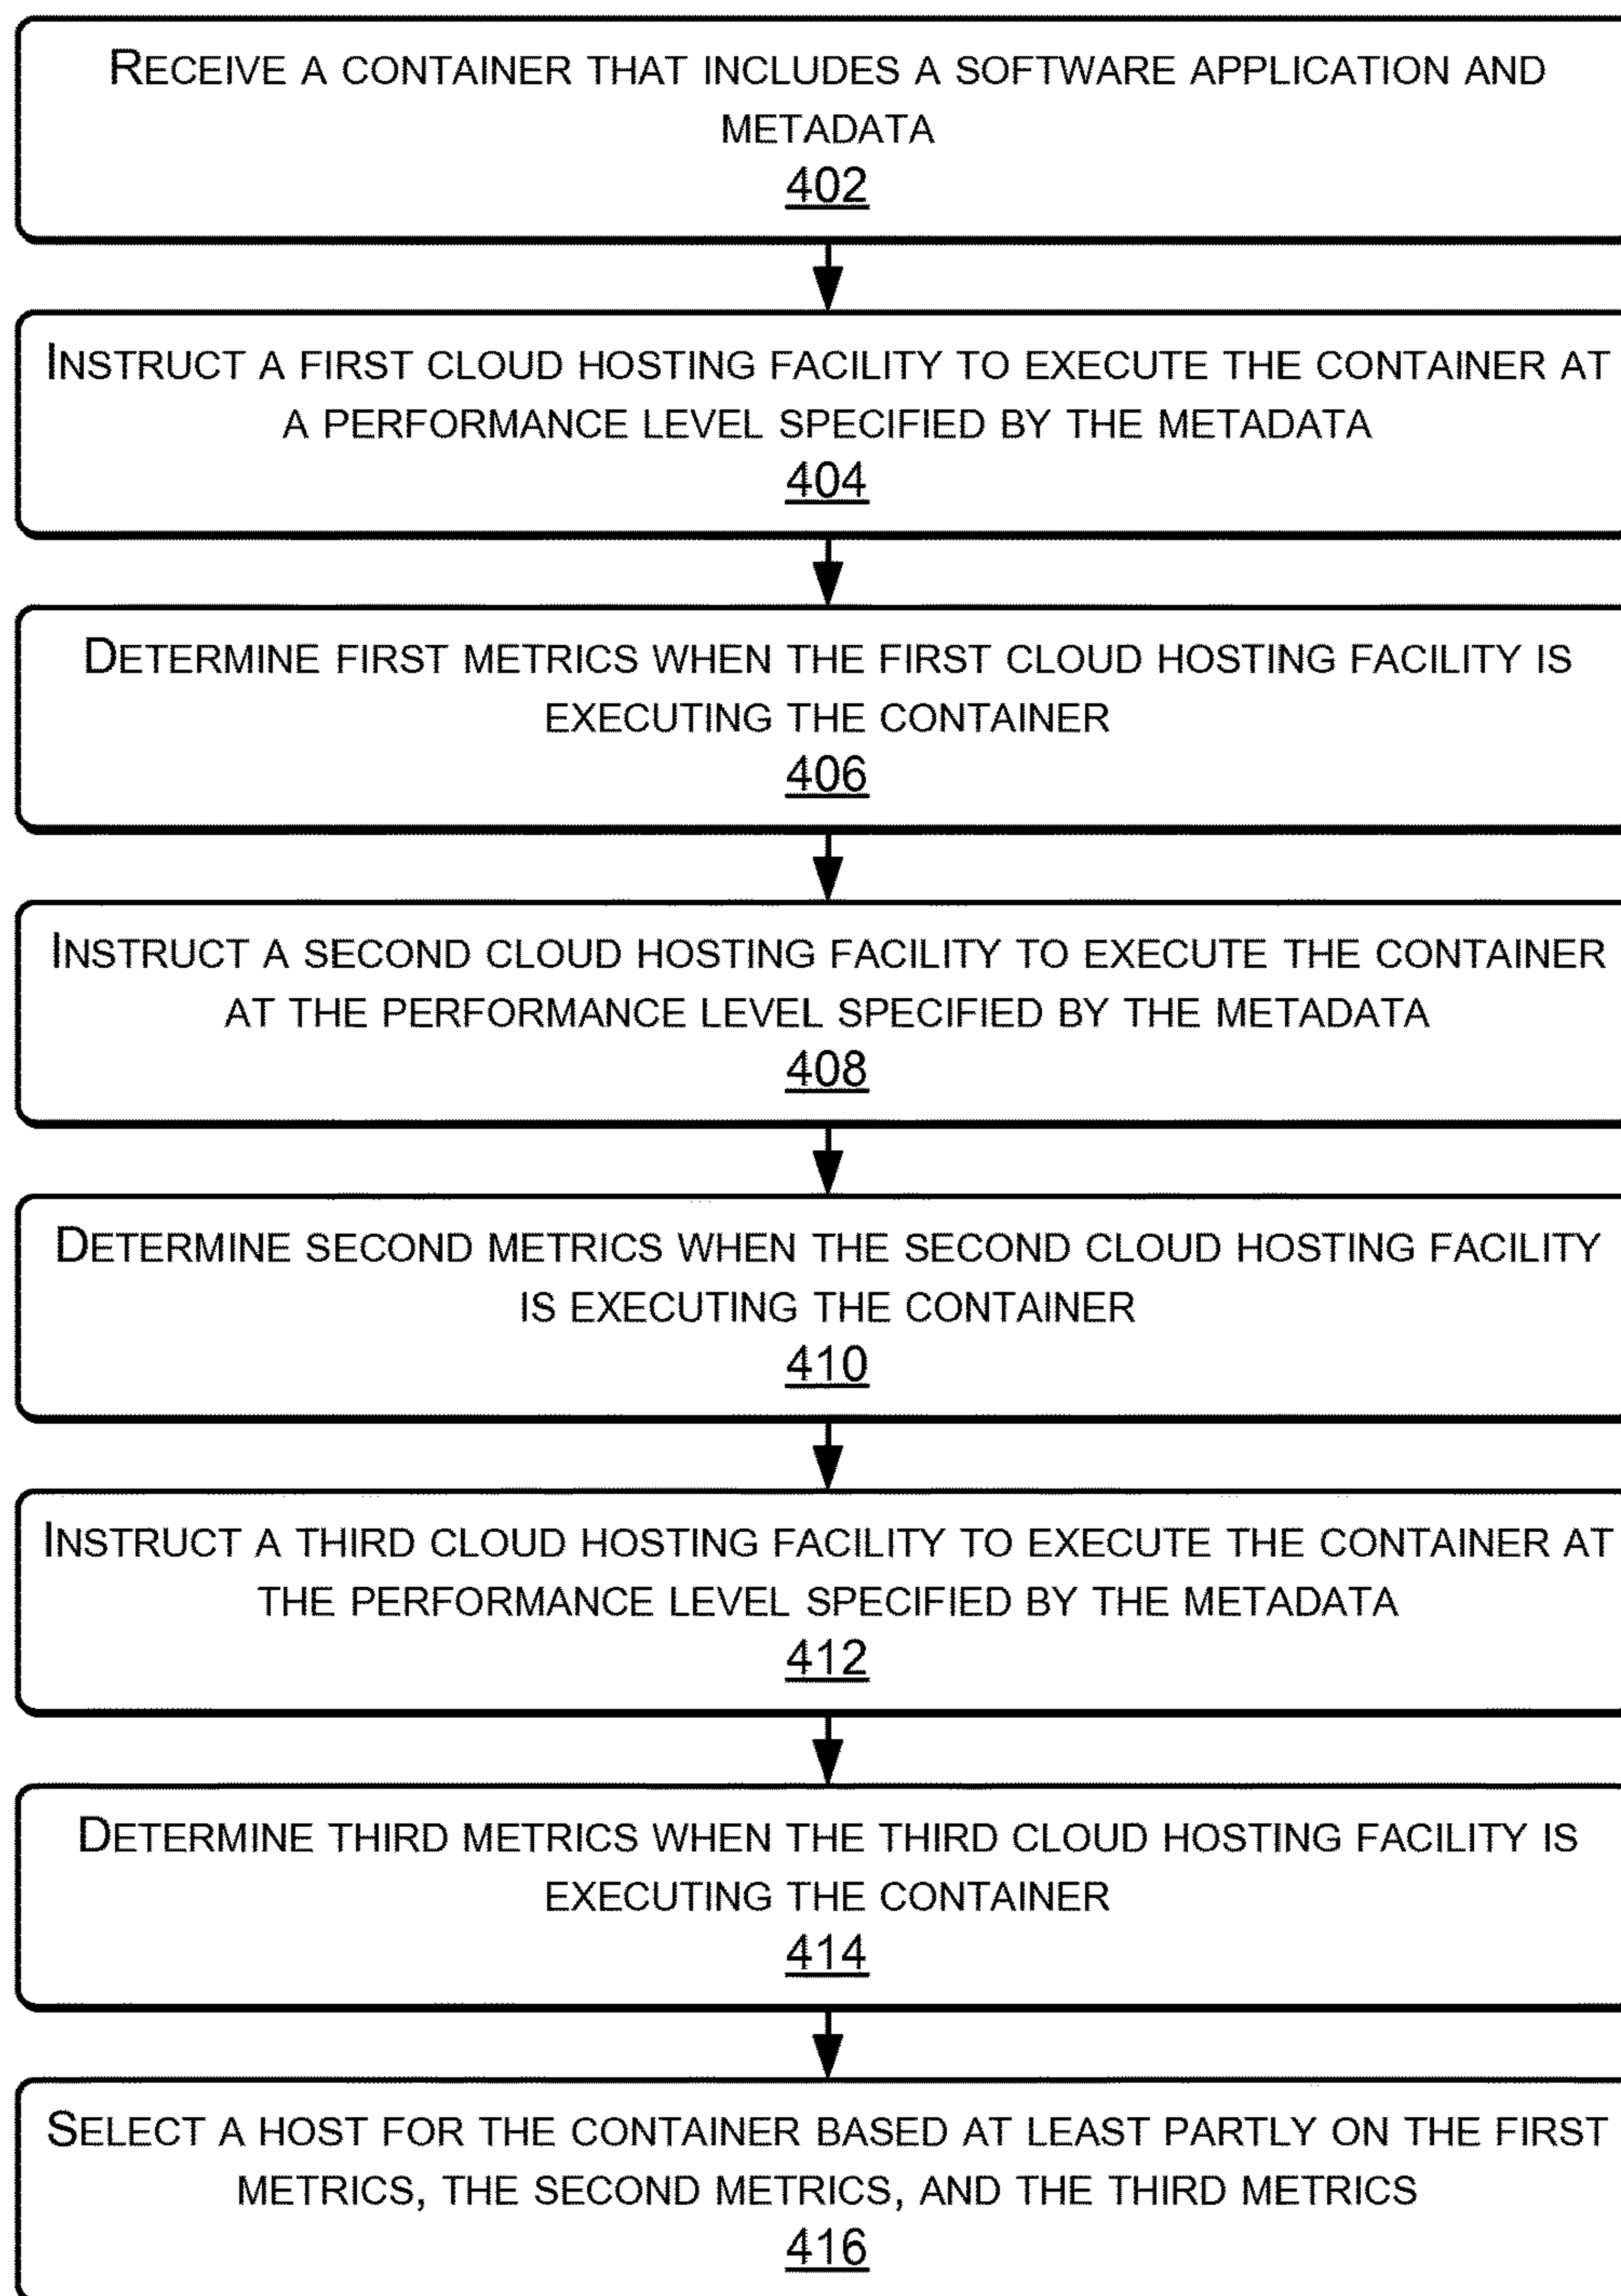 RECEIVE A CONTAINER THAT INCLUDES A SOFTWARE APPLICATION AND
METADATA
402
INSTRUCT A FIRST CLOUD HOSTING FACILITY TO EXECUTE THE CONTAINER AT
A PERFORMANCE LEVEL SPECIFIED BY THE METADATA
404
DETERMINE FIRST METRICS WHEN THE FIRST CLOUD HOSTING FACILITY IS
EXECUTING THE CONTAINER
406
INSTRUCT A SECOND CLOUD HOSTING FACILITY TO EXECUTE THE CONTAINER
AT THE PERFORMANCE LEVEL SPECIFIED BY THE METADATA
408
DETERMINE SECOND METRICS WHEN THE SECOND CLOUD HOSTING FACILITY
IS EXECUTING THE CONTAINER
410
INSTRUCT A THIRD CLOUD HOSTING FACILITY TO EXECUTE THE CONTAINER AT
THE PERFORMANCE LEVEL SPECIFIED BY THE METADATA
412
DETERMINE THIRD METRICS WHEN THE THIRD CLOUD HOSTING FACILITY IS
EXECUTING THE CONTAINER
414
SELECT A HOST FOR THE CONTAINER BASED AT LEAST PARTLY ON THE FIRST
METRICS, THE SECOND METRICS, AND THE THIRD METRICS
416